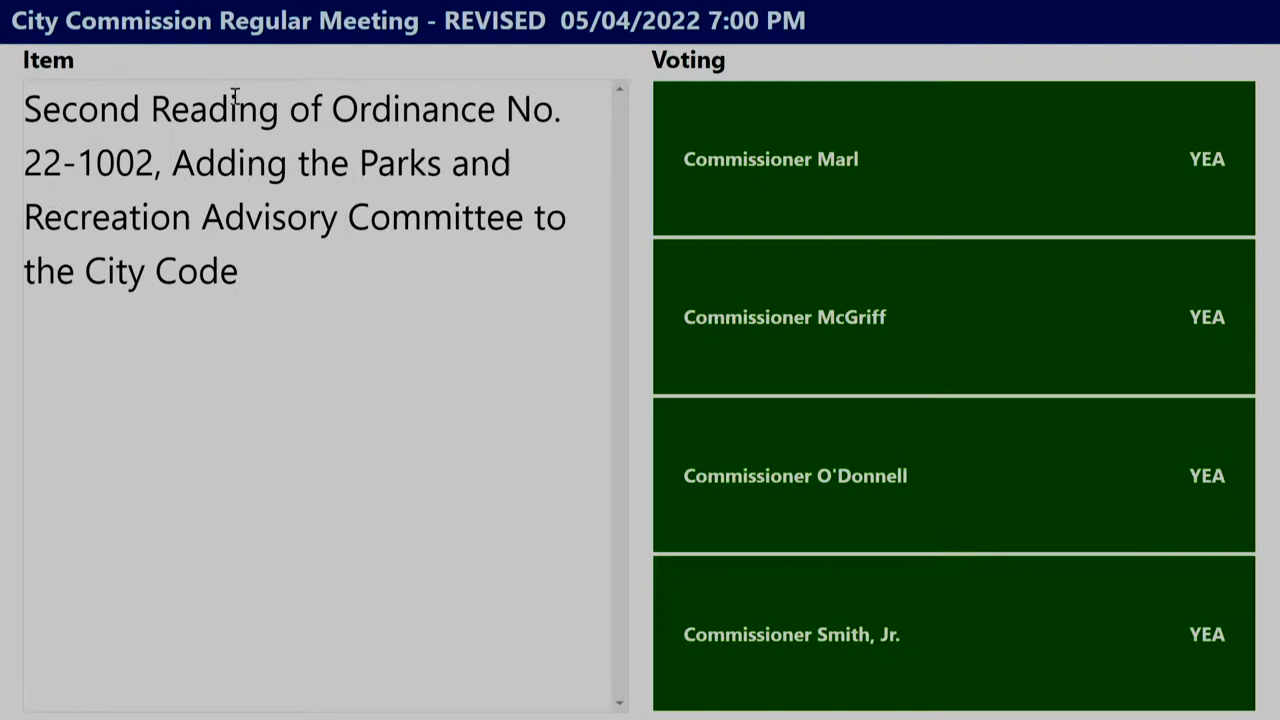 City Commission Regular Meeting - REVISED 05/04/2022 7:00 PM
Item
Second Reading of Ordinance No.
22-1002, Adding the Parks and
Recreation Advisory Committee to
the City Code
Voting
Commissioner Marl YEA
Commissioner McGriff YEA
Commissioner O'Donnell YEA
Commissioner Smith, Jr. YEA